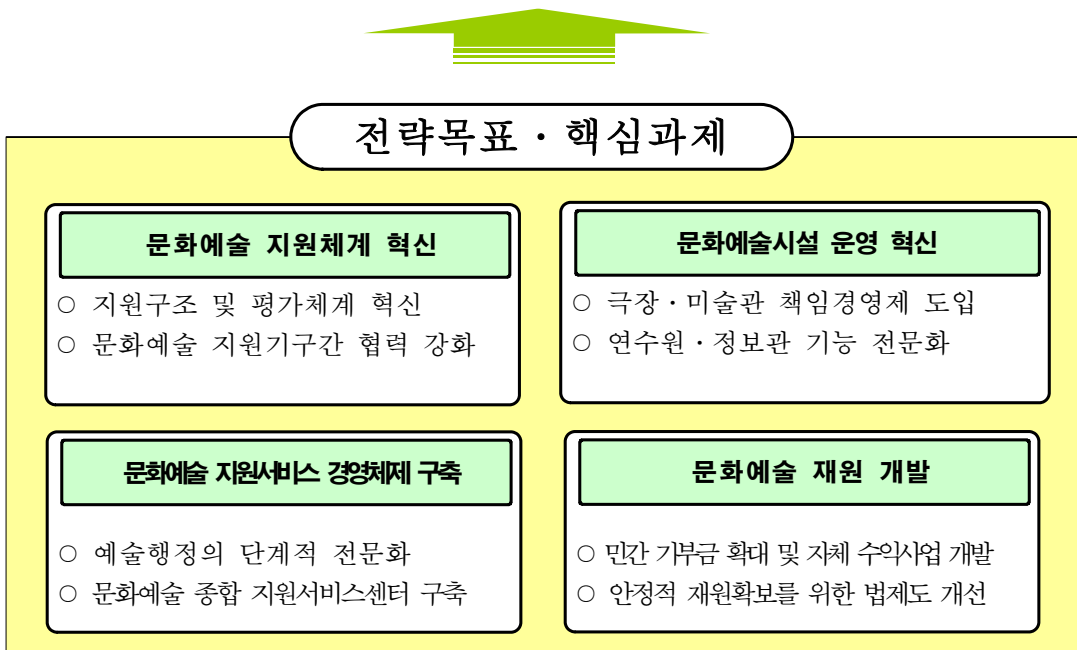 전략목표 · 핵심과제
문화예술 지원체계 혁신
○ 지원구조 및 평가체계 혁신
○ 문화예술 지원기구간 협력 강화
문화예술시설 운영 혁신
○ 극장 · 미술관 책임경영제 도입
○ 연수원 · 정보관 기능 전문화
문화예술 지원서비스 경영체제 구축
○ 예술행정의 단계적 전문화
○ 문화예술 종합 지원서비스센터 구축
문화예술 재원 개발
○ 민간 기부금 확대 및 자체 수익사업 개발
○ 안정적 재원확보를 위한 법제도 개선